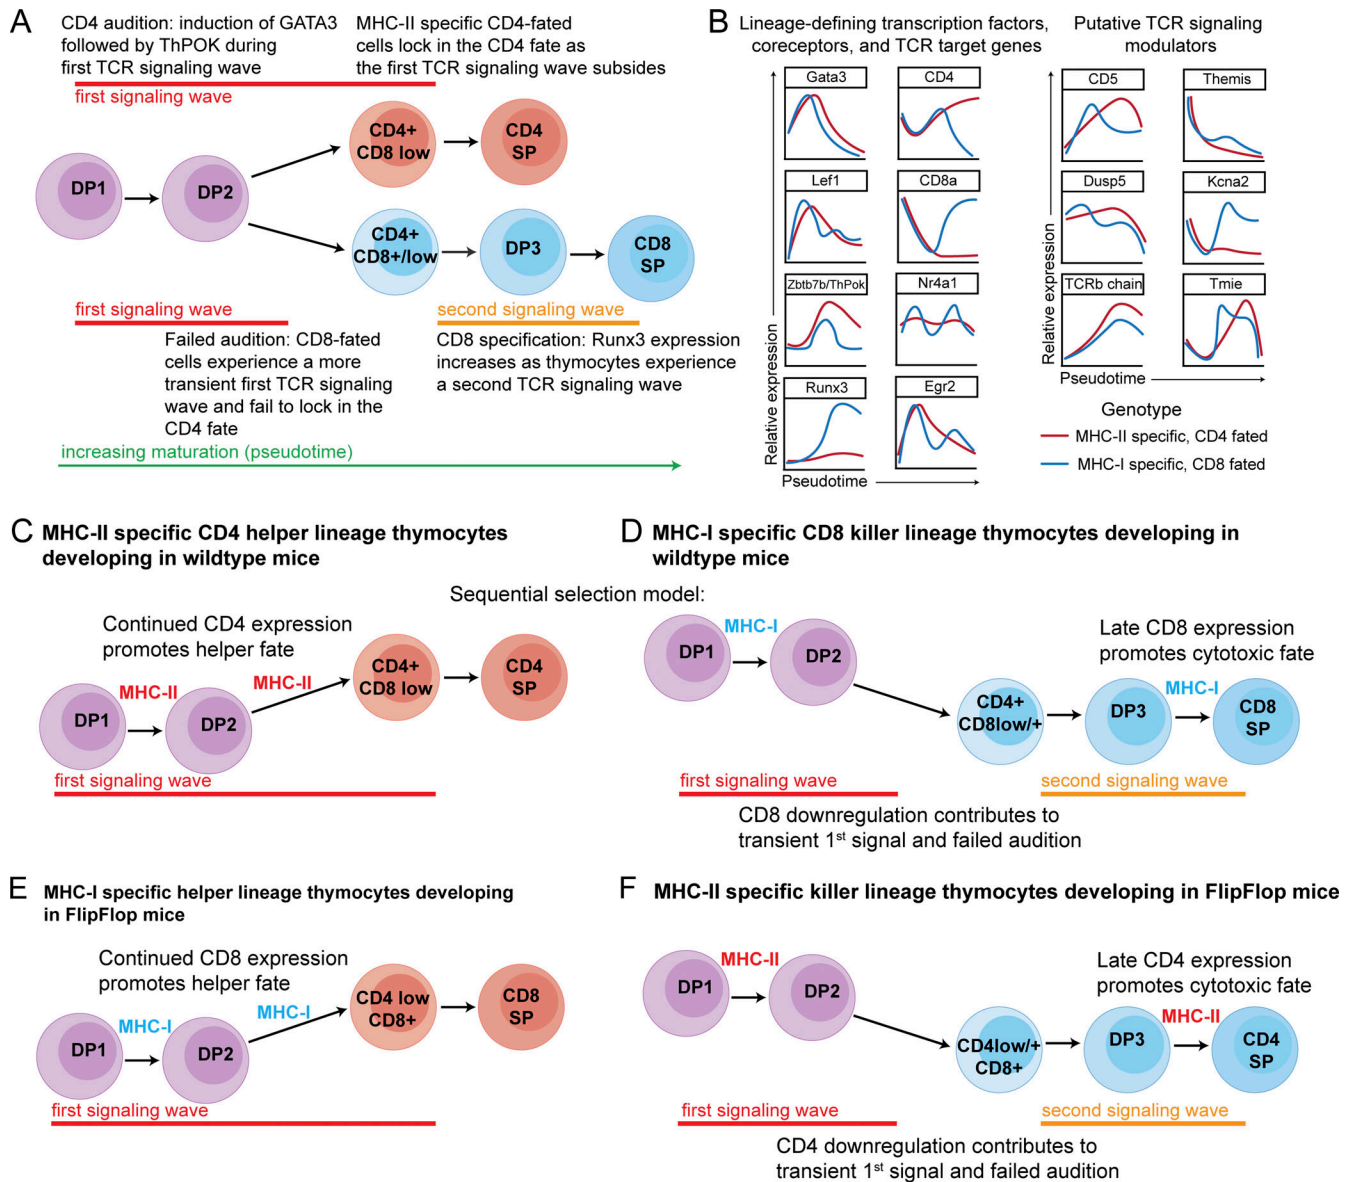 A
CD4 audition: induction of GATA3
followed by ThPOK during
first TCR signaling wave
MHC-II specific CD4-fated
cells lock in the CD4 fate as
the first TCR signaling wave subsides
first signaling wave
DP1
DP2
CD4+
CD8 low
CD4
SP
CD4+
CD8+/low
DP3
CD8
SP
first signaling wave
second signaling wave
Failed audition: CD8-fated
cells experience a more
transient first TCR signaling
wave and fail to lock in the
CD4 fate
CD8 specification: Runx3 expression
increases as thymocytes experience
a second TCR signaling wave
increasing maturation (pseudotime)
B
Lineage-defining transcription factors,
coreceptors, and TCR target genes
Putative TCR signaling
modulators
Gata3
CD4
Lef1
CD8a
Zbtb7b/ThPok
Nr4a1
Runx3
Egr2
Relative expression
Pseudotime
CD5
Themis
Dusp5
Kcna2
TCRb chain
Tmie
Relative expression
Pseudotime
Genotype
MHC-II specific, CD4 fated
MHC-I specific, CD8 fated
C
MHC-II specific CD4 helper lineage thymocytes
developing in wildtype mice
Sequential selection model:
Continued CD4 expression
promotes helper fate
MHC-II
MHC-II
DP1
DP2
CD4+
CD8 low
CD4
SP
first signaling wave
D
MHC-I specific CD8 killer lineage thymocytes developing in
wildtype mice
DP1
MHC-I
DP2
Late CD8 expression
promotes cytotoxic fate
CD4+
CD8low/+
DP3
MHC-I
CD8
SP
first signaling wave
second signaling wave
CD8 downregulation contributes to
transient 1st signal and failed audition
E
MHC-I specific helper lineage thymocytes developing
in FlipFlop mice
Continued CD8 expression
promotes helper fate
MHC-I
MHC-I
DP1
DP2
CD4 low
CD8+
CD8
SP
first signaling wave
F
MHC-II specific killer lineage thymocytes developing in FlipFlop mice
DP1
MHC-II
DP2
Late CD4 expression
promotes cytotoxic fate
CD4low/+
CD8+
DP3
MHC-II
CD4
SP
first signaling wave
second signaling wave
CD4 downregulation contributes to
transient 1st signal and failed audition